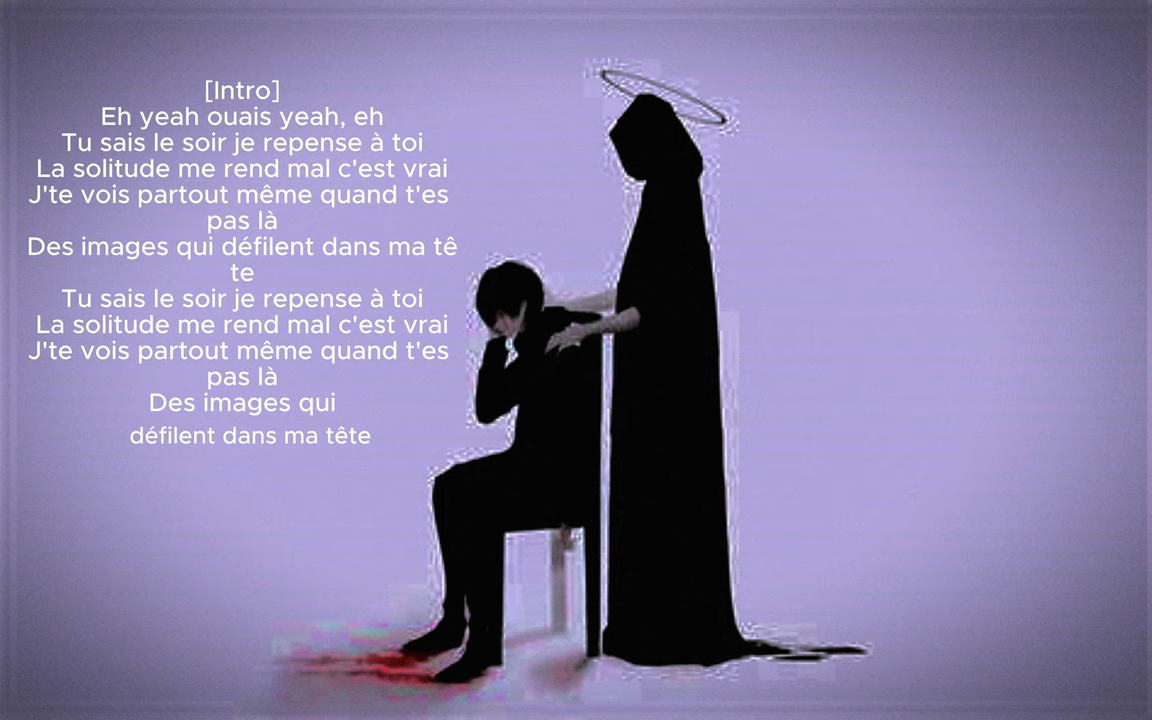 [Intro]
Eh yeah ouais yeah, eh
Tu sais le soir je repense à toi
La solitude me rend mal c'est vrai
J'te vois partout même quand t'es
pas là
Des images qui défilent dans ma tê
te
Tu sais le soir je repense à toi
La solitude me rend mal c'est vrai
J'te vois partout même quand t'es
pas là
Des images qui
défilent dans ma tête